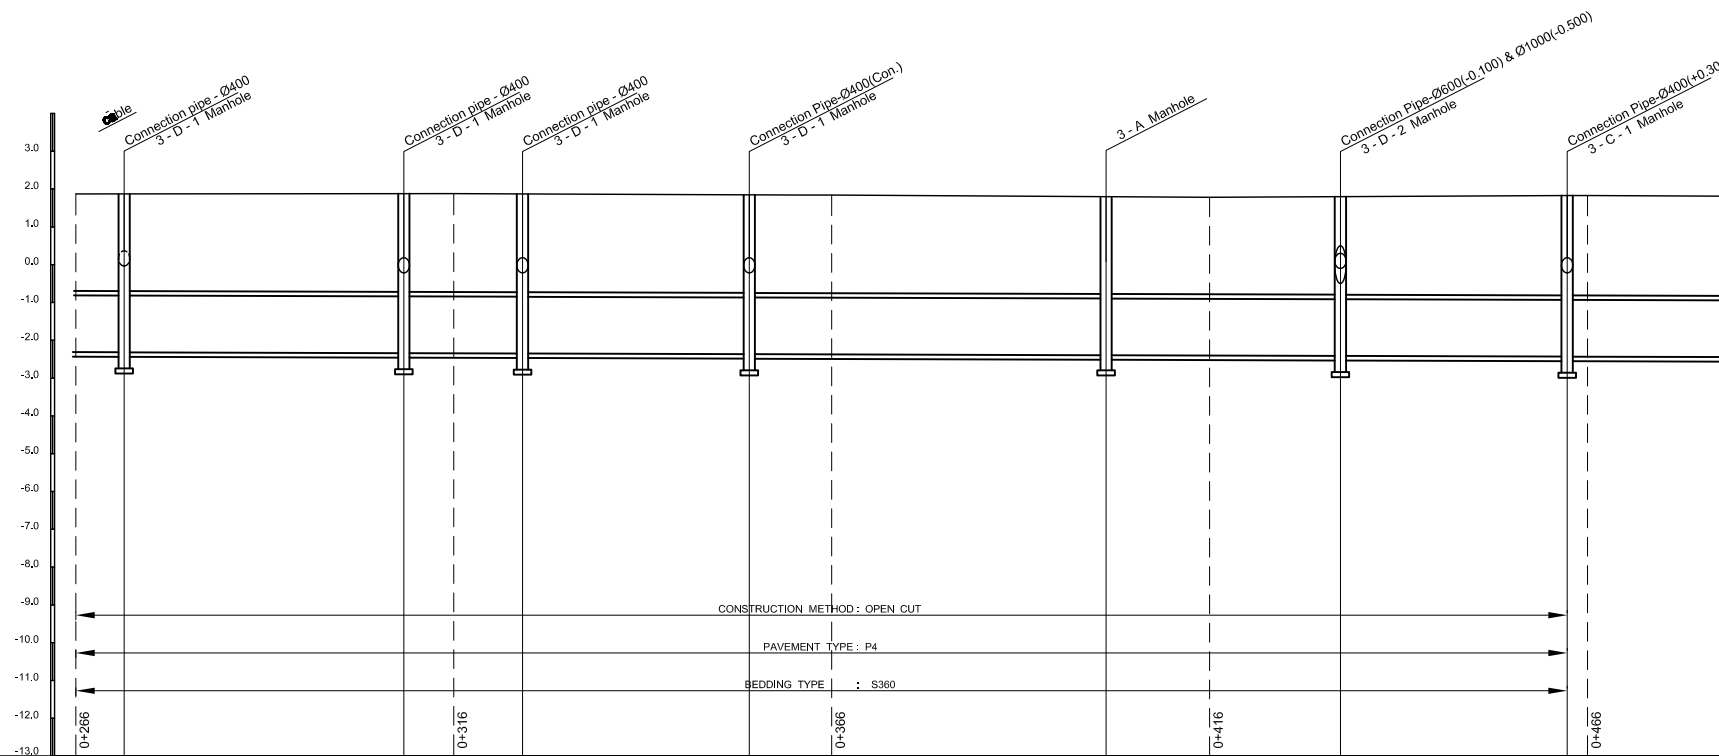 Connection pipe - Ø400
3 - D - 1 Manhole
Connection pipe - Ø400
3 - D - 1 Manhole
Connection pipe - Ø400
3 - D - 1 Manhole
Connection Pipe-Ø400(Con.)
3 - D - 1 Manhole
3 - A Manhole
Connection Pipe-Ø600(-0.100) & Ø1000(-0.500)
3 - D - 2 Manhole
Connection Pipe-Ø400(+0.30
3 - C - 1 Manhole
3.0
2.0
1.0
0.0
-1.0
-2.0
-3.0
-4.0
-5.0
-6.0
-7.0
-8.0
-9.0
-10.0
-11.0
-12.0
-13.0
CONSTRUCTION METHOD : OPEN CUT
PAVEMENT TYPE : P4
BEDDING TYPE : S360
0+266
0+316
0+366
0+416
0+466